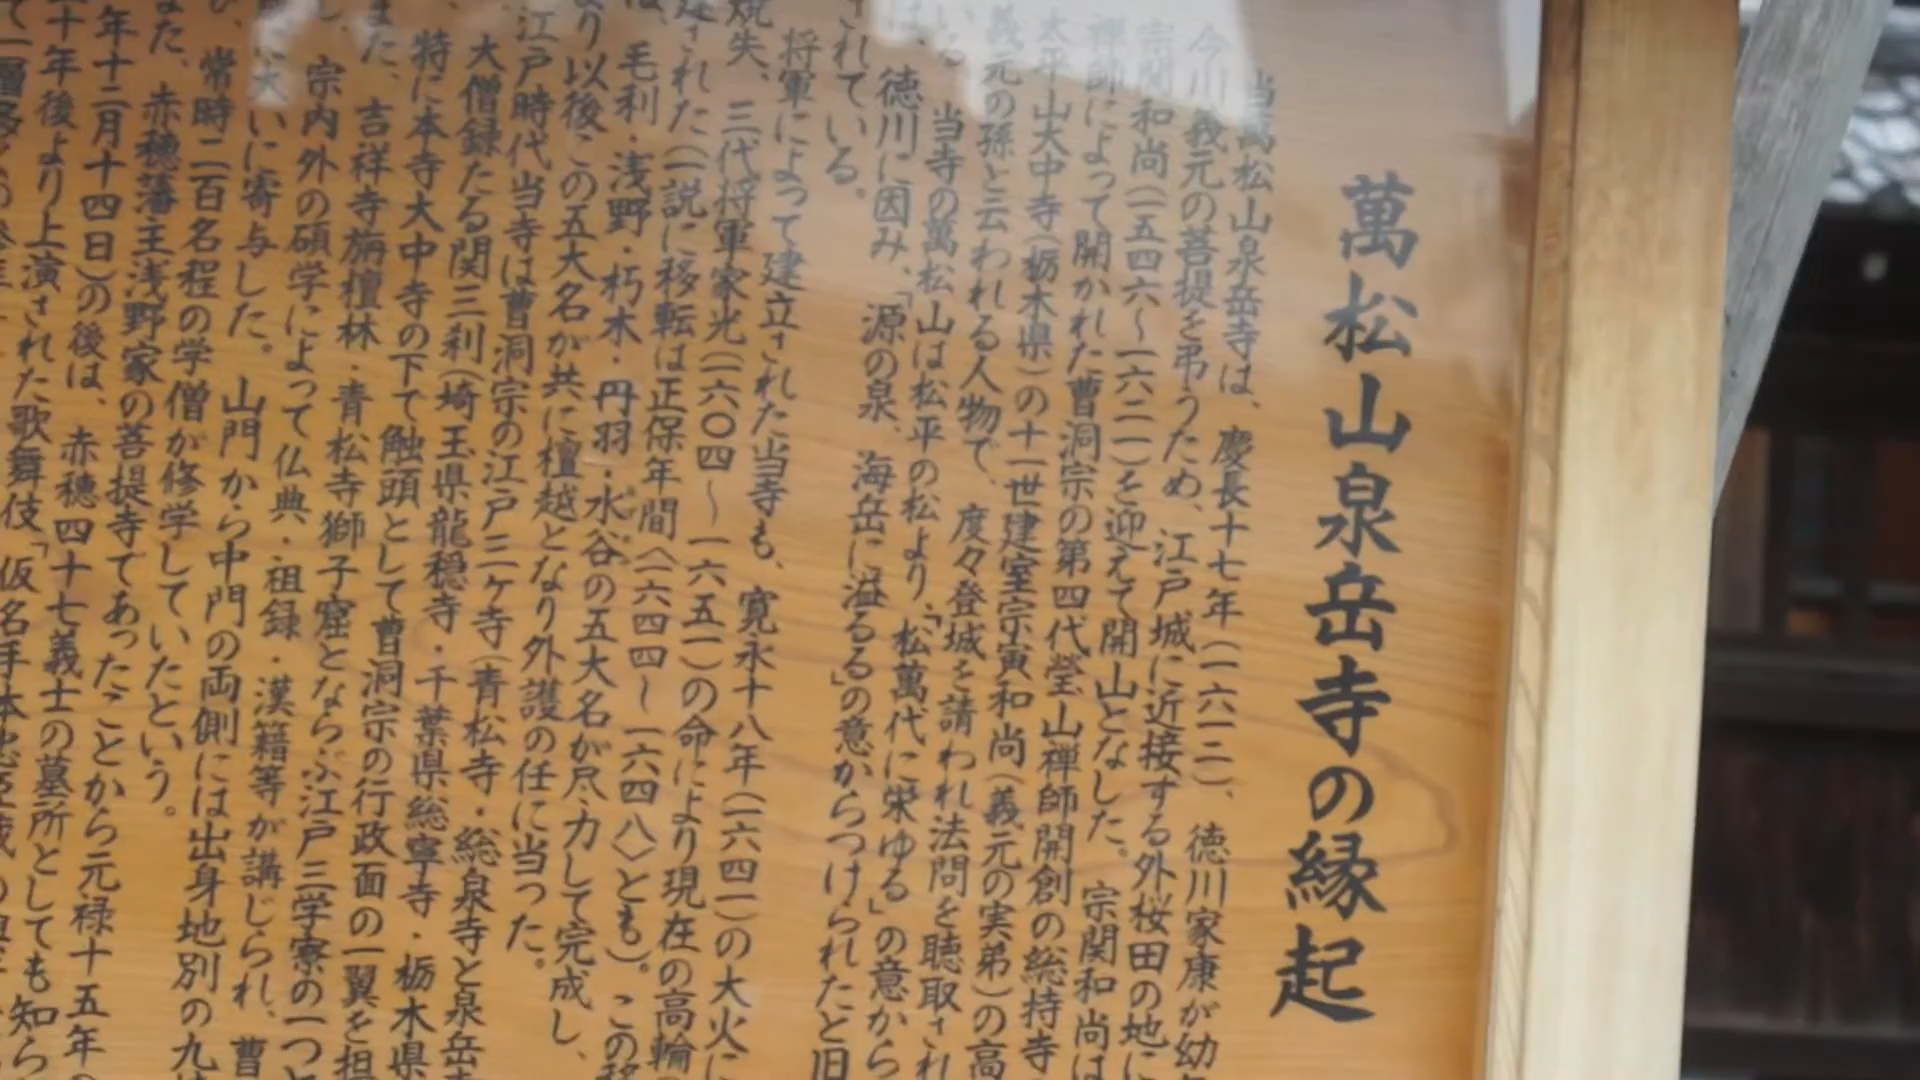 萬松山泉岳寺の縁起
当萬松山泉岳寺は、慶長十七年(一六一二)、徳川家康が幼
今川義元の菩提を弔うため、江戸城に近接する外桜田の地に
宗関和尚(一五四六〜一六二一)を迎えて開山となした。宗関和尚は
禅師によって開かれた曹洞宗の第四代瑩山禅師開創の総持寺
太平山大中寺(栃木県)の十一世建室宗寅和尚(義元の実弟)の高
義元の孫と云われる人物で、度々登城を請われ法問を聴取され
当寺の萬松山は松平の松より、「松萬代に栄ゆる」の意から
徳川に因み、「源の泉、海岳に溢るる」の意からつけられたと旧
されている。
将軍によって建立された当寺も、寛永十八年(一六四一)の大火に
焼失、三代将軍家光(一六〇四〜一六五一)の命により現在の高輪
された(一説に移転は正保年間〈一六四四〜一六四八〉とも)。この移
毛利・浅野・朽木・丹羽・水谷の五大名が尽力して完成し、
より以後この五大名が共に檀越となり外護の任に当った。
江戸時代当寺は曹洞宗の江戸三ヶ寺(青松寺・総泉寺と泉岳寺
大僧録たる関三刹(埼玉県龍穏寺・千葉県総寧寺・栃木県
特に本寺大中寺の下で触頭として曹洞宗の行政面の一翼を担
また、吉祥寺旃檀林・青松寺獅子窟とならぶ江戸三学寮の一つと
し、宗内外の碩学によって仏典・祖録・漢籍等が講じられ、曹
いに寄与した。山門から中門の両側には出身地別の九
常時二百名程の学僧が修学していたという。
また、赤穂藩主浅野家の菩提寺であったことから元禄十五年の
年十二月十四日)の後は、赤穂四十七義士の墓所としても知ら
十年後より上演された歌舞伎「仮名手本忠臣蔵
て一層多くの参